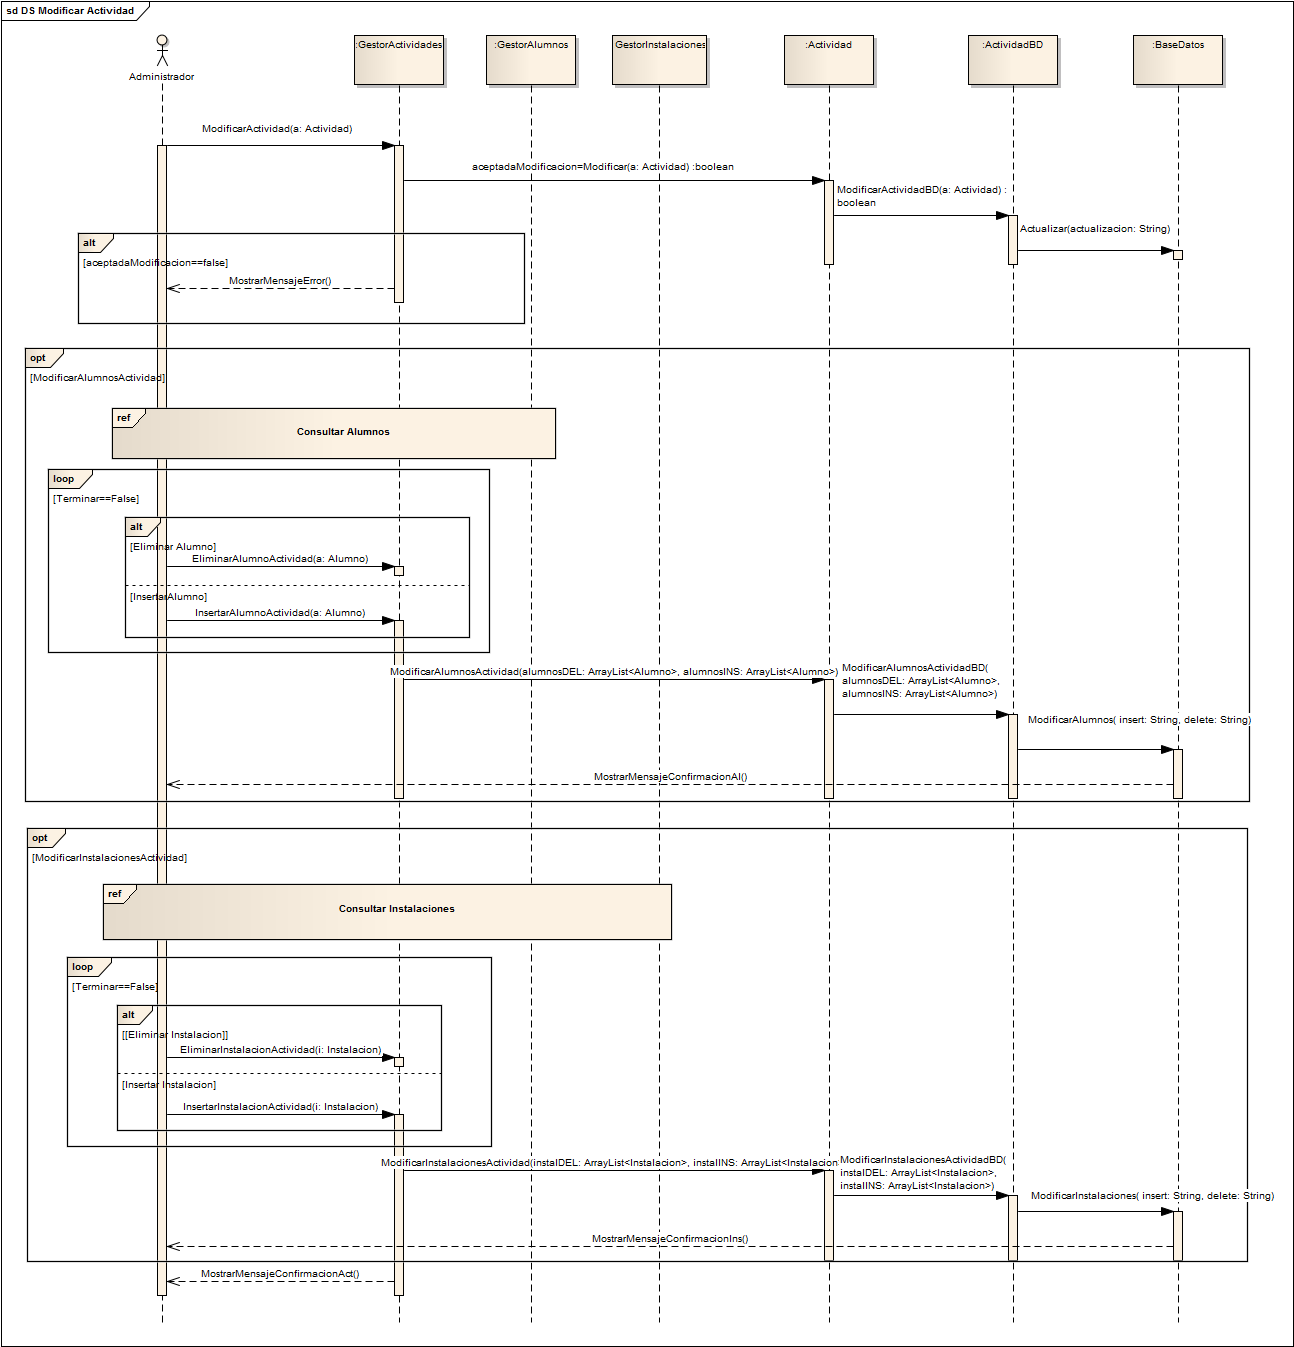 sd DS Modificar Actividad
Administrador
:GestorActividades
:GestorAlumnos
GestorInstalaciones
:Actividad
:ActividadBD
:BaseDatos
ModificarActividad(a: Actividad)
aceptadaModificacion=Modificar(a: Actividad) :boolean
ModificarActividadBD(a: Actividad) :
boolean
Actualizar(actualizacion: String)
alt
[aceptadaModificacion==false]
MostrarMensajeError()
opt
[ModificarAlumnosActividad]
ref
Consultar Alumnos
loop
[Terminar==False]
alt
[Eliminar Alumno]
EliminarAlumnoActividad(a: Alumno)
[InsertarAlumno]
InsertarAlumnoActividad(a: Alumno)
ModificarAlumnosActividad(alumnosDEL: ArrayList<Alumno>, alumnosINS: ArrayList<Alumno>)
ModificarAlumnosActividadBD(
alumnosDEL: ArrayList<Alumno>,
alumnosINS: ArrayList<Alumno>)
ModificarAlumnos( insert: String, delete: String)
MostrarMensajeConfirmacionAl()
opt
[ModificarInstalacionesActividad]
ref
Consultar Instalaciones
loop
[Terminar==False]
alt
[[Eliminar Instalacion]]
EliminarInstalacionActividad(i: Instalacion)
[Insertar Instalacion]
InsertarInstalacionActividad(i: Instalacion)
ModificarInstalacionesActividad(instalDEL: ArrayList<Instalacion>, instalINS: ArrayList<Instalacion
ModificarInstalacionesActividadBD(
instalDEL: ArrayList<Instalacion>,
instalINS: ArrayList<Instalacion>)
ModificarInstalaciones( insert: String, delete: String)
MostrarMensajeConfirmacionIns()
MostrarMensajeConfirmacionAct()